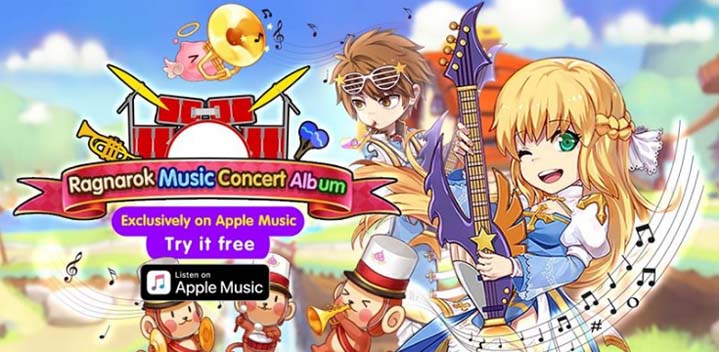 Ragnarok Music Concert Album
Exclusively on Apple Music
Try it free
Listen on
Apple Music